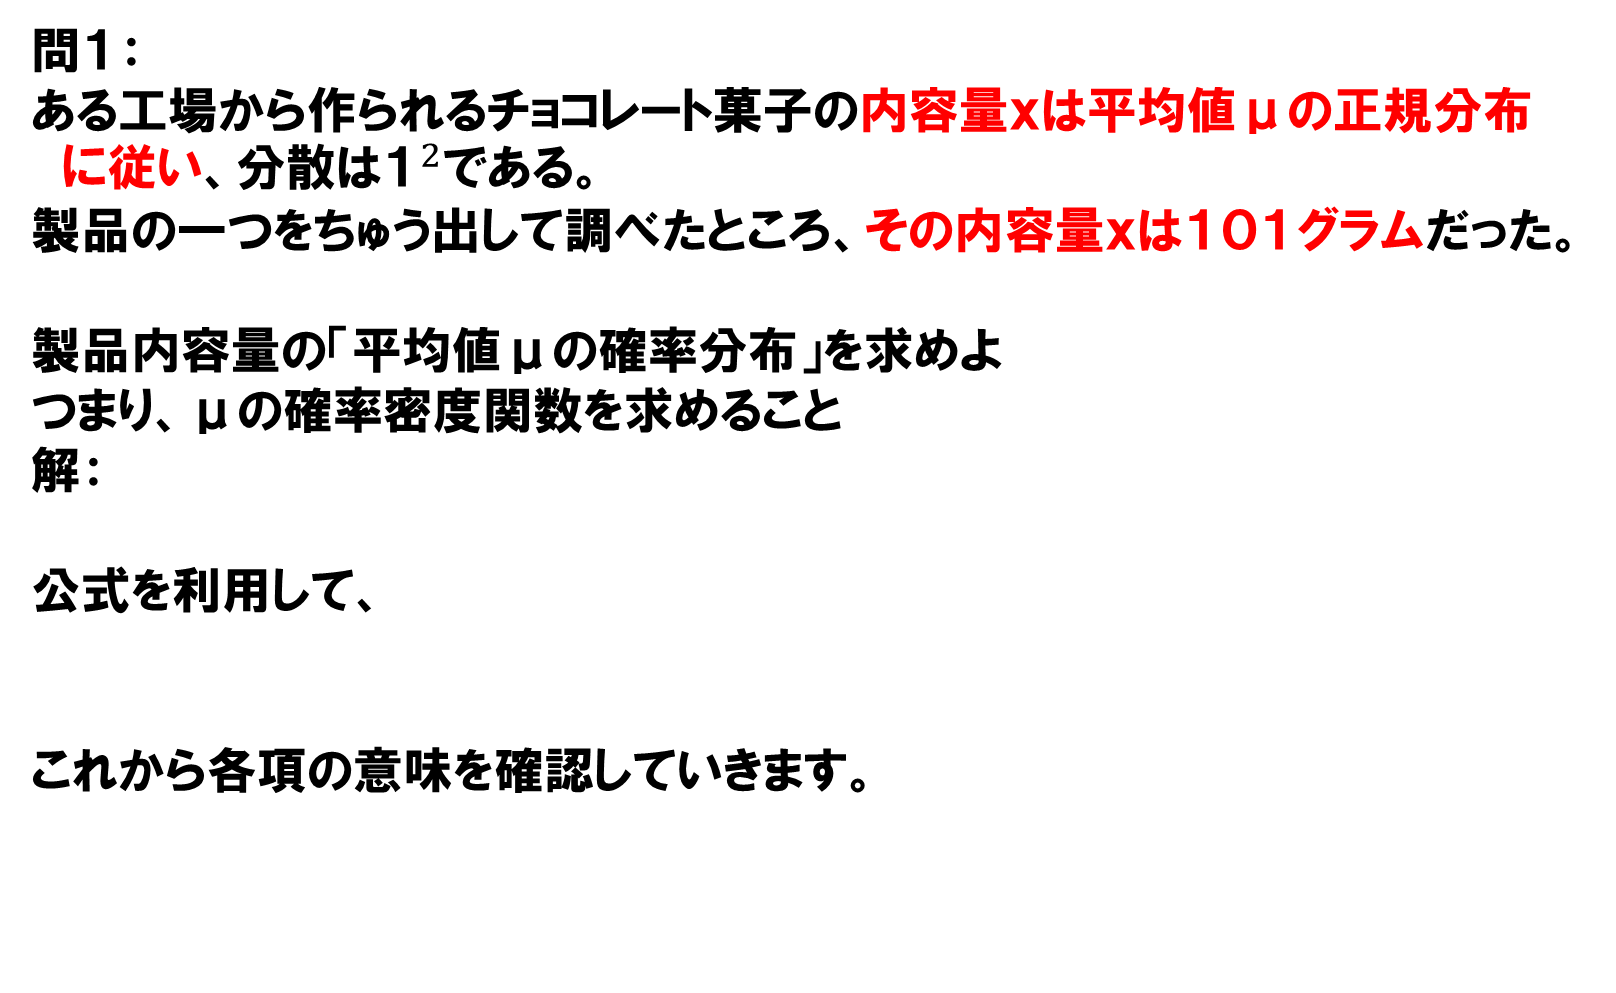 問1：
ある工場から作られるチョコレート菓子の内容量xは平均値μの正規分布
に従い、分散は1²である。
製品の一つをちゅう出して調べたところ、その内容量xは101グラムだった。
製品内容量の「平均値μの確率分布」を求めよ
つまり、μの確率密度関数を求めること
解：
公式を利用して、
これから各項の意味を確認していきます。